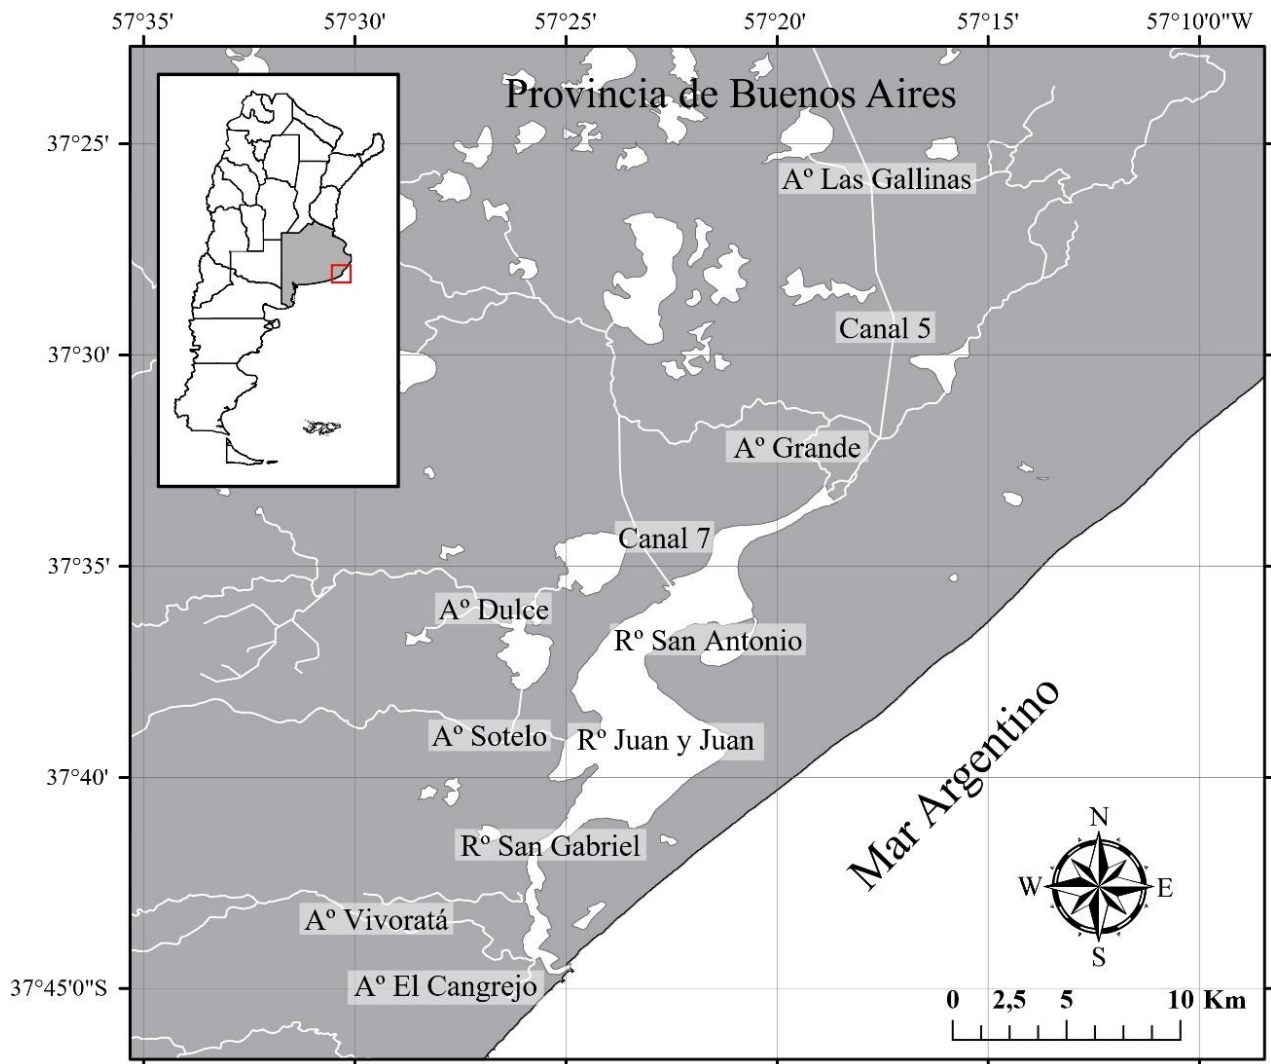 57°35' 57°30' 57°25' 57°20' 57°15' 57°10'0"W
Provincia de Buenos Aires
37°25'
Aº Las Gallinas
Canal 5
37°30'
Aº Grande
Canal 7
37°35'
Aº Dulce
Rº San Antonio
Aº Sotelo
Rº Juan y Juan
37°40'
Mar Argentino
Rº San Gabriel
N
W E
S
Aº Vivoratá
Aº El Cangrejo
37°45'0"S
0 2,5 5 10 Km